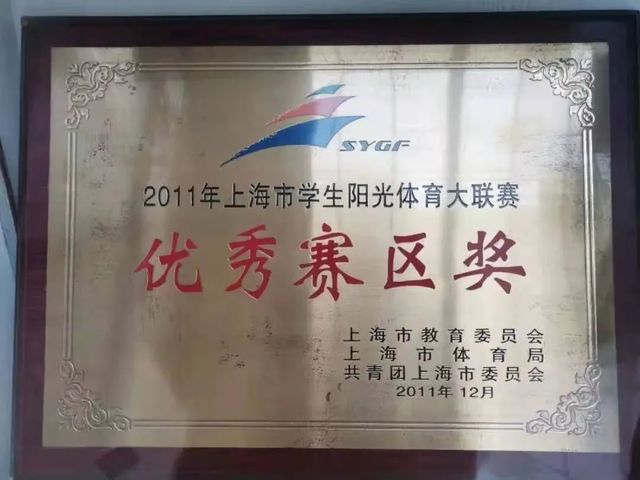 SYGF
2011年上海市学生阳光体育大联赛
优秀赛区奖
上海市教育委员会
上海市体育局
共青团上海市委员会
2011年12月